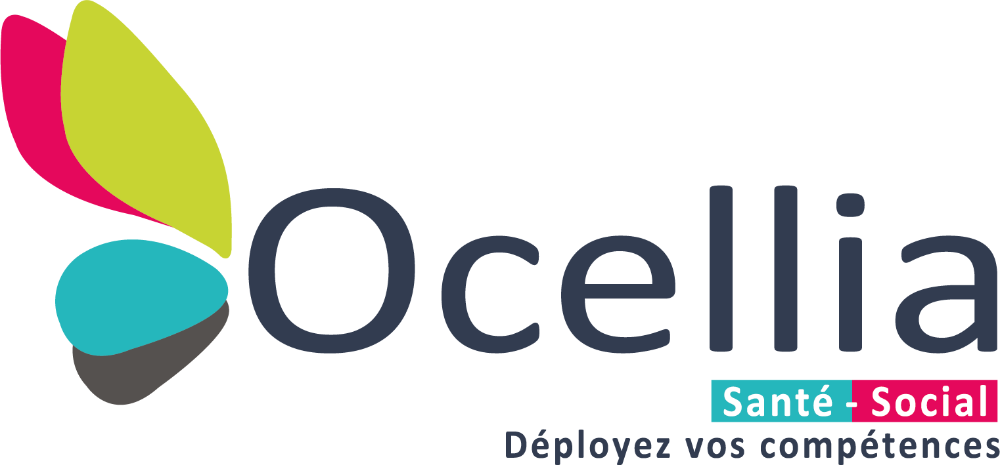 Ocellia
Santé - Social
Déployez vos compétences